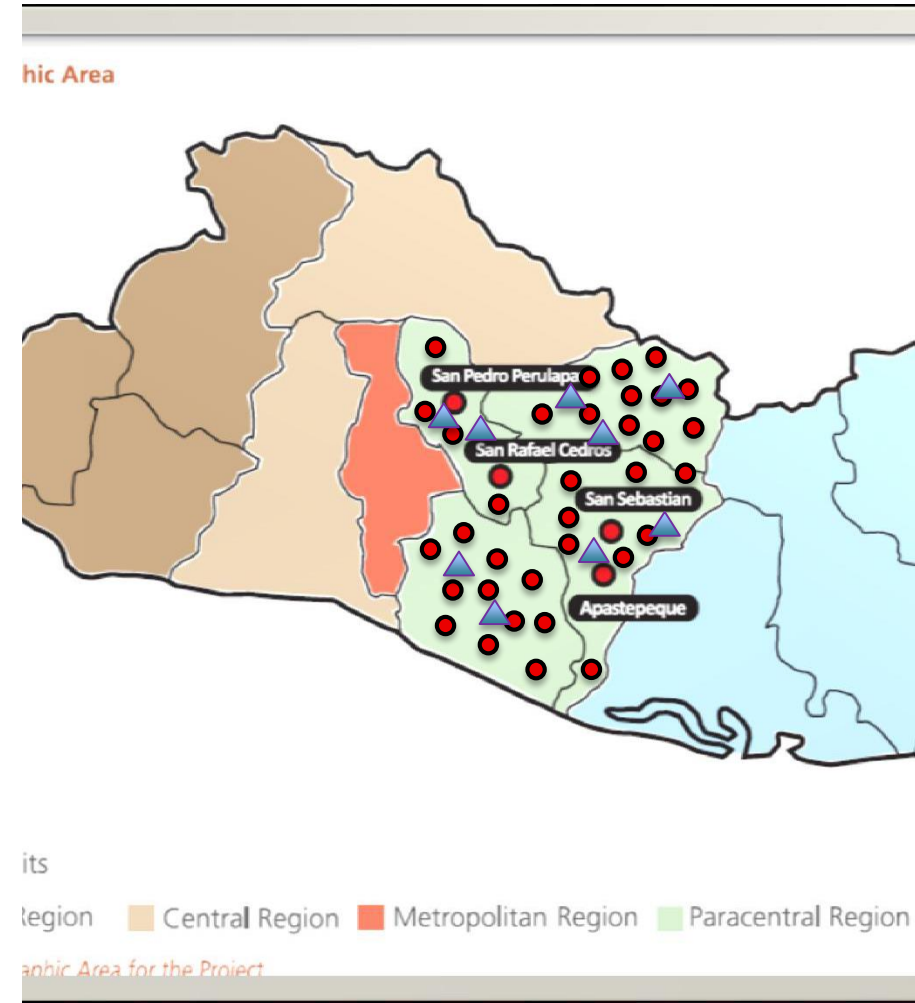 hic Area
San Pedro Perulapa
San Rafael Cedros
San Sebastian
Apastepeque
its
Region Central Region Metropolitan Region Paracentral Region
aphic Area for the Project